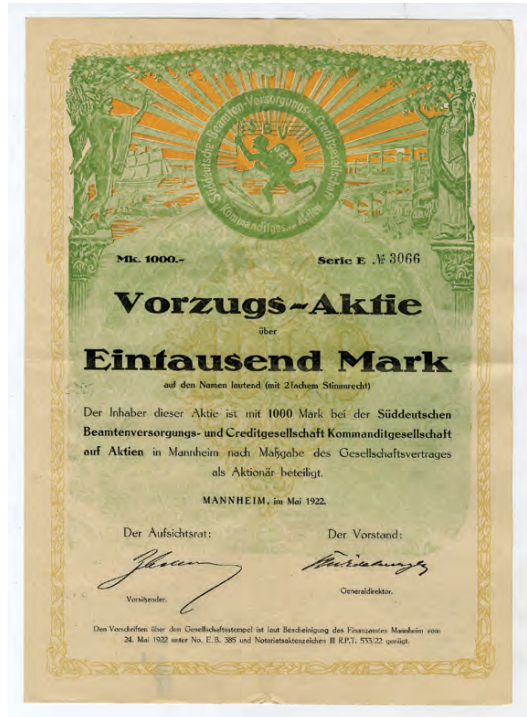 Süddeutsche Beamten-Versorgungs- u. Creditgesellschaft
S.B.V.
Kommanditges. auf Aktien
Mk. 1000.-
Serie E № 3066
Vorzugs-Aktie
über
Eintausend Mark
auf den Namen lautend (mit 2fachem Stimmrecht)
Der Inhaber dieser Aktie ist mit 1000 Mark bei der Süddeutschen
Beamtenversorgungs- und Creditgesellschaft Kommanditgesellschaft
auf Aktien in Mannheim nach Maßgabe des Gesellschaftsvertrages
als Aktionär beteiligt.
MANNHEIM, im Mai 1922.
Der Aufsichtsrat: Der Vorstand:
Vorsitzender. Generaldirektor.
Den Vorschriften über den Gesellschaftsstempel ist laut Bescheinigung des Finanzamtes Mannheim vom
24. Mai 1922 unter No. E. B. 385 und Notariatsaktenzeichen III R.P.T. 533/22 genügt.